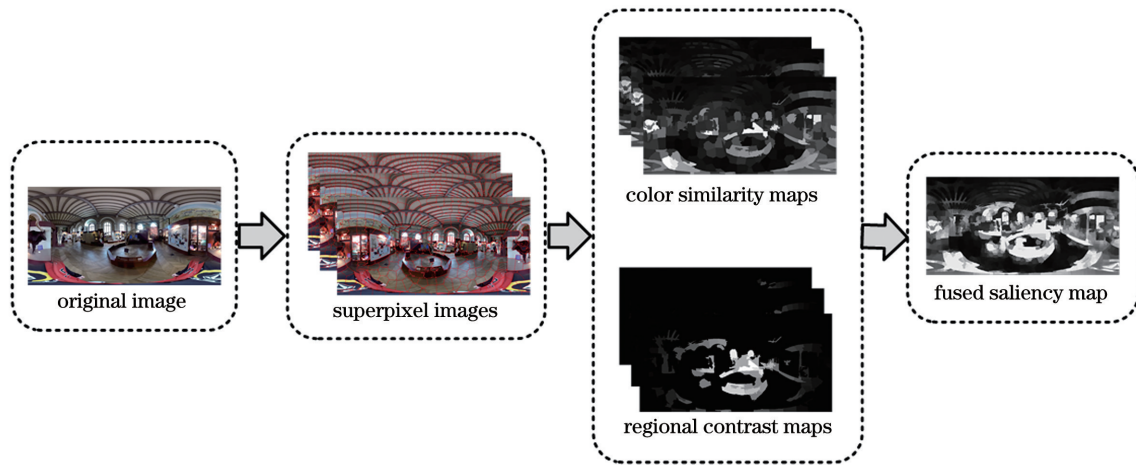 original image
superpixel images
color similarity maps
regional contrast maps
fused saliency map